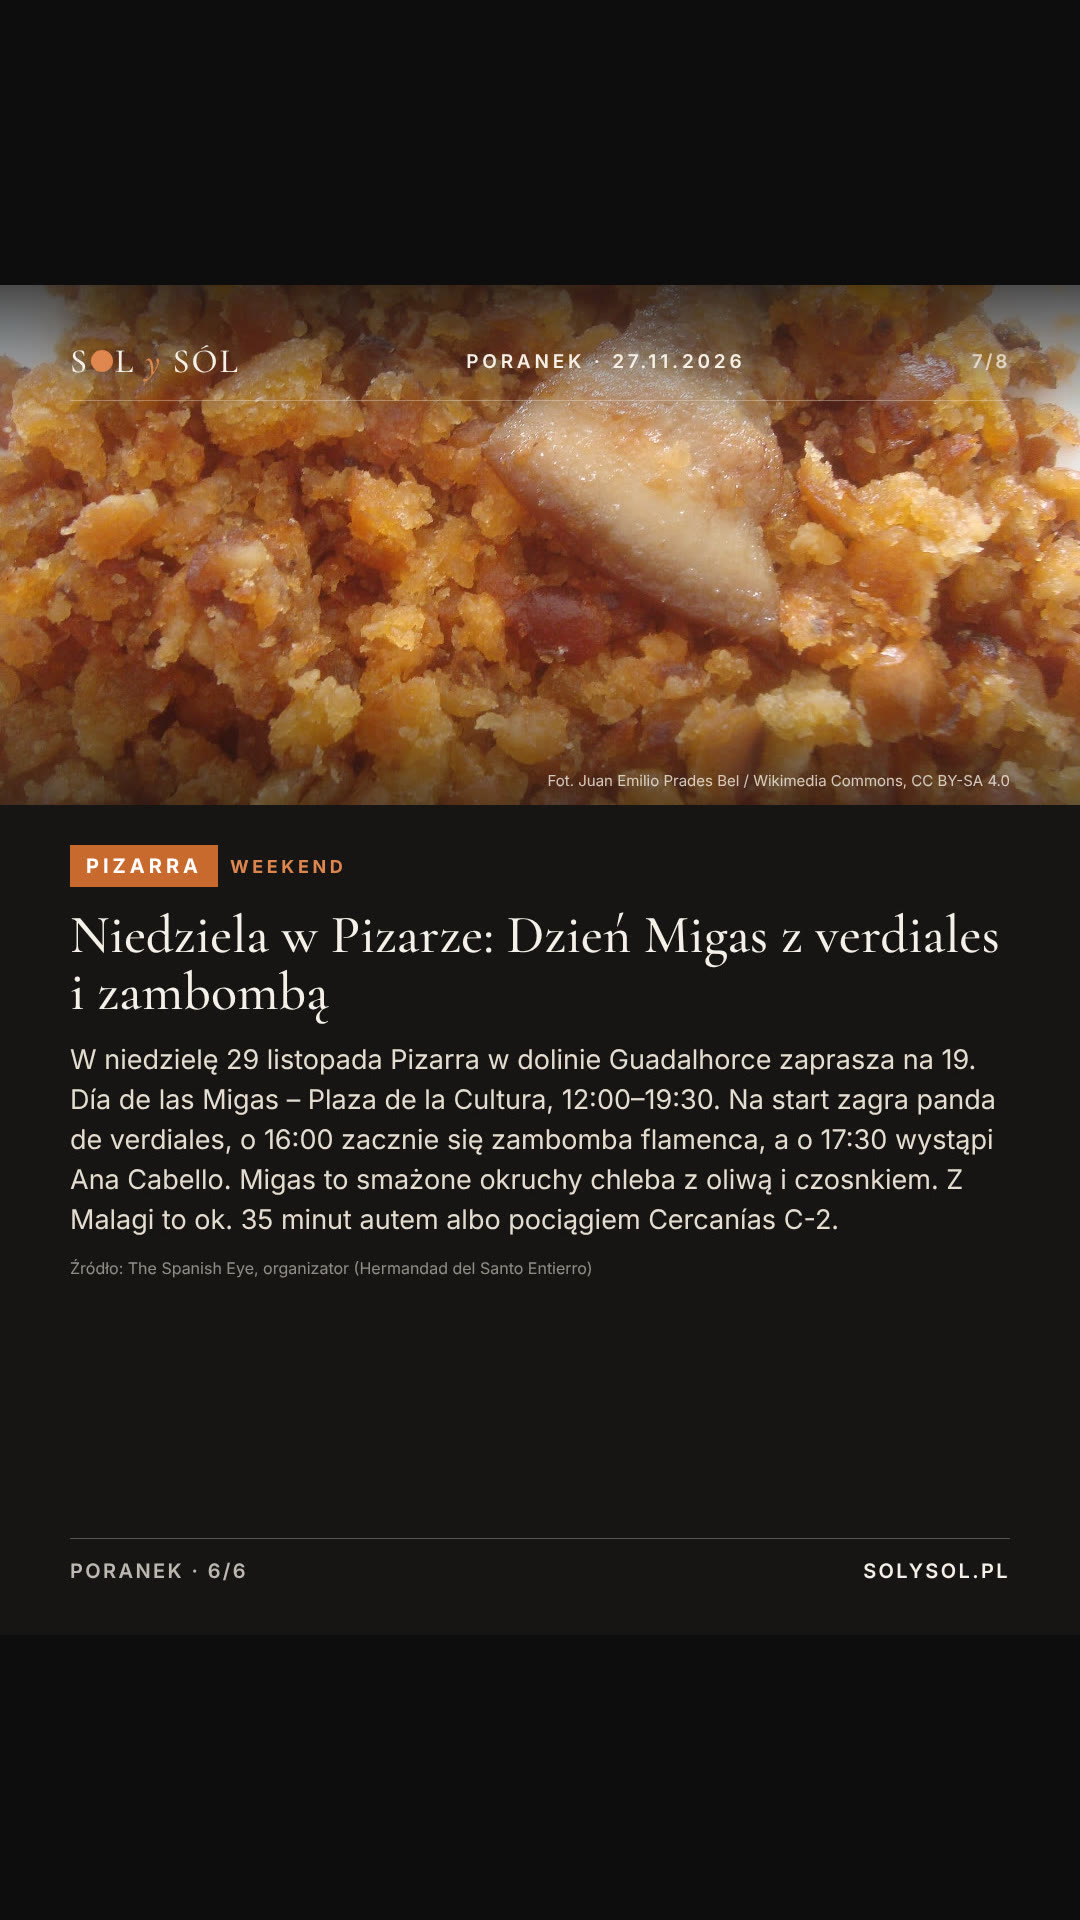 SOL y SÓL
PORANEK · 27.11.2026
7/8
Fot. Juan Emilio Prades Bel / Wikimedia Commons, CC BY-SA 4.0
PIZARRA WEEKEND
Niedziela w Pizarze: Dzień Migas z verdiales
i zambombą
W niedzielę 29 listopada Pizarra w dolinie Guadalhorce zaprasza na 19.
Día de las Migas – Plaza de la Cultura, 12:00–19:30. Na start zagra panda
de verdiales, o 16:00 zacznie się zambomba flamenca, a o 17:30 wystąpi
Ana Cabello. Migas to smażone okruchy chleba z oliwą i czosnkiem. Z
Malagi to ok. 35 minut autem albo pociągiem Cercanías C-2.
Źródło: The Spanish Eye, organizator (Hermandad del Santo Entierro)
PORANEK · 6/6
SOLYSOL.PL